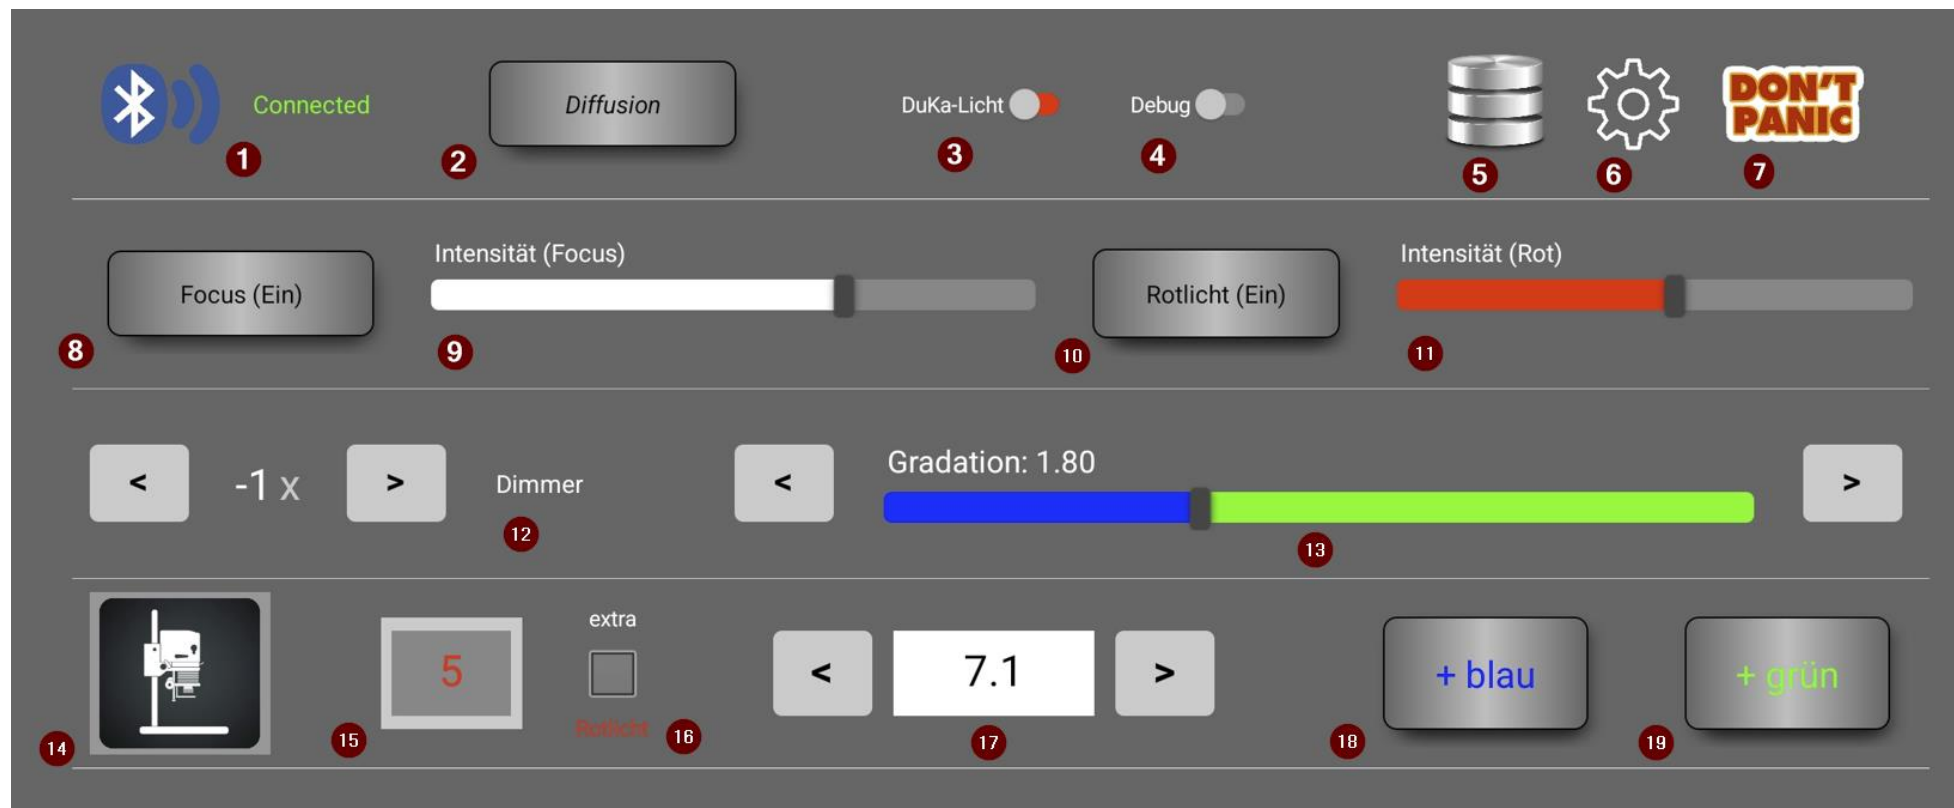 Connected
Diffusion
DuKa-Licht
Debug
DON'T
PANIC
1
2
3
4
5
6
7
Intensität (Focus)
Intensität (Rot)
Focus (Ein)
Rotlicht (Ein)
8
9
10
11
< -1 x > Dimmer
< Gradation: 1.80 >
12
13
extra
5
< 7.1 >
+ blau
+ grün
Rotlicht
14
15
16
17
18
19